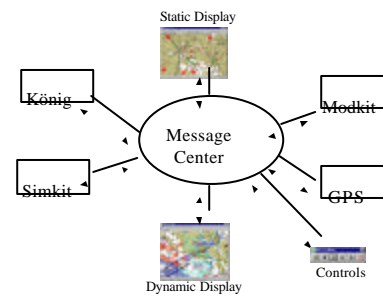 Static Display
König
Modkit
Message
Center
Simkit
GPS
Controls
Dynamic Display